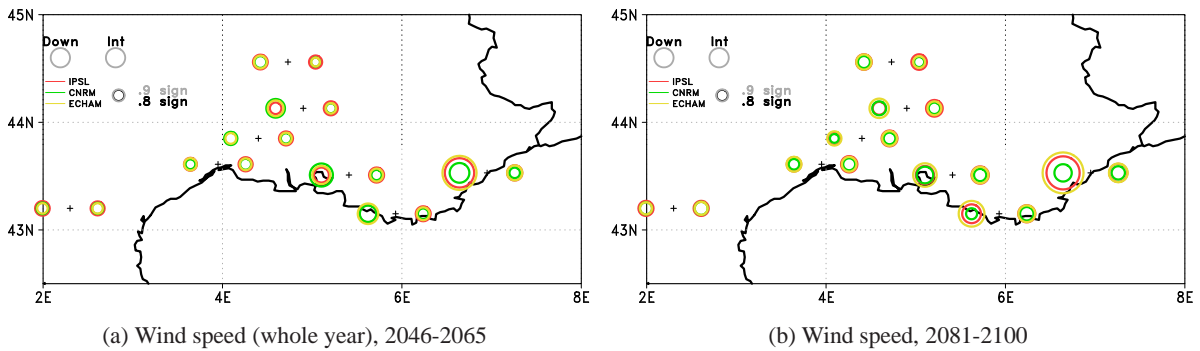 45N
Down Int
IPSL
CNRM
ECHAM
.9 sign
.8 sign
44N
43N
2E 4E 6E 8E
(a) Wind speed (whole year), 2046-2065
45N
Down Int
IPSL
CNRM
ECHAM
.9 sign
.8 sign
44N
43N
2E 4E 6E 8E
(b) Wind speed, 2081-2100